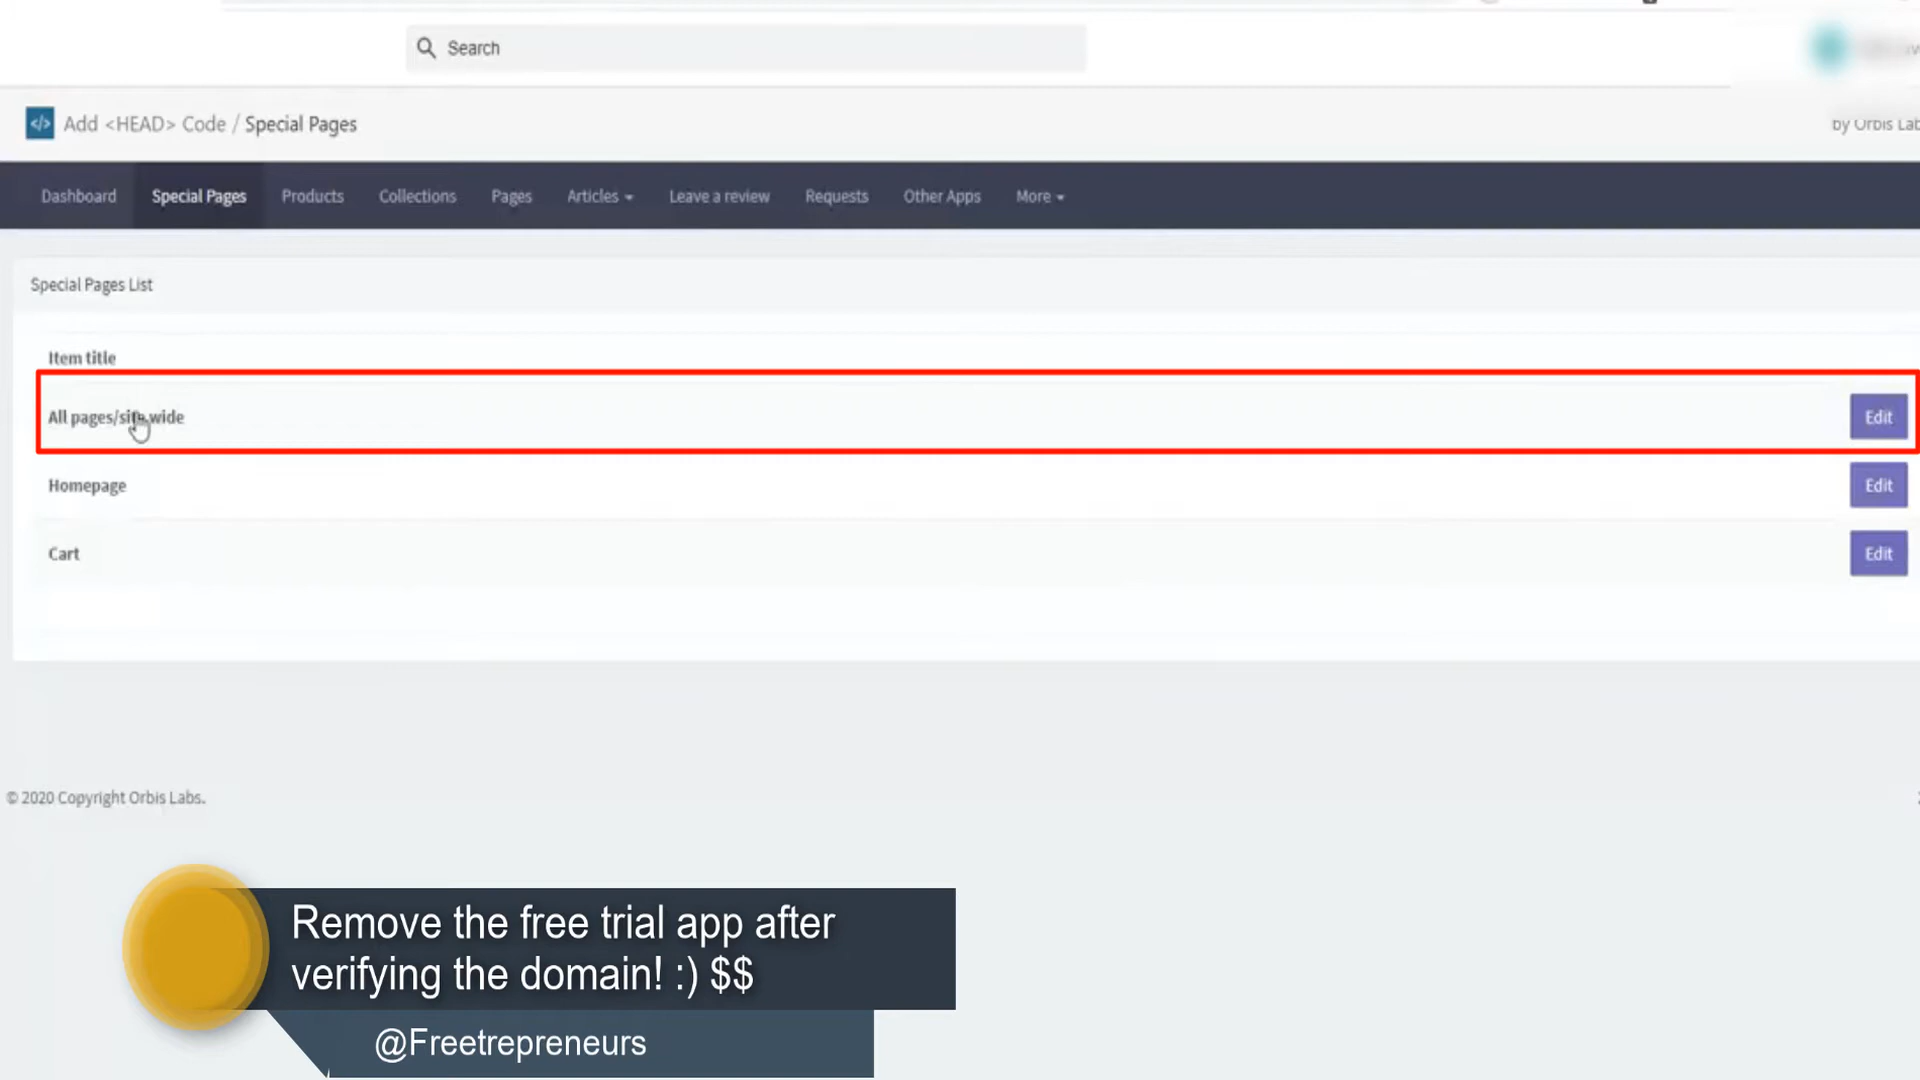 Search
Add <HEAD> Code / Special Pages
by Orbis Lab
Dashboard Special Pages Products Collections Pages Articles Leave a review Requests Other Apps More
Special Pages List
Item title
All pages/site wide Edit
Homepage Edit
Cart Edit
© 2020 Copyright Orbis Labs.
Remove the free trial app after
verifying the domain! :) $$
@Freetrepreneurs